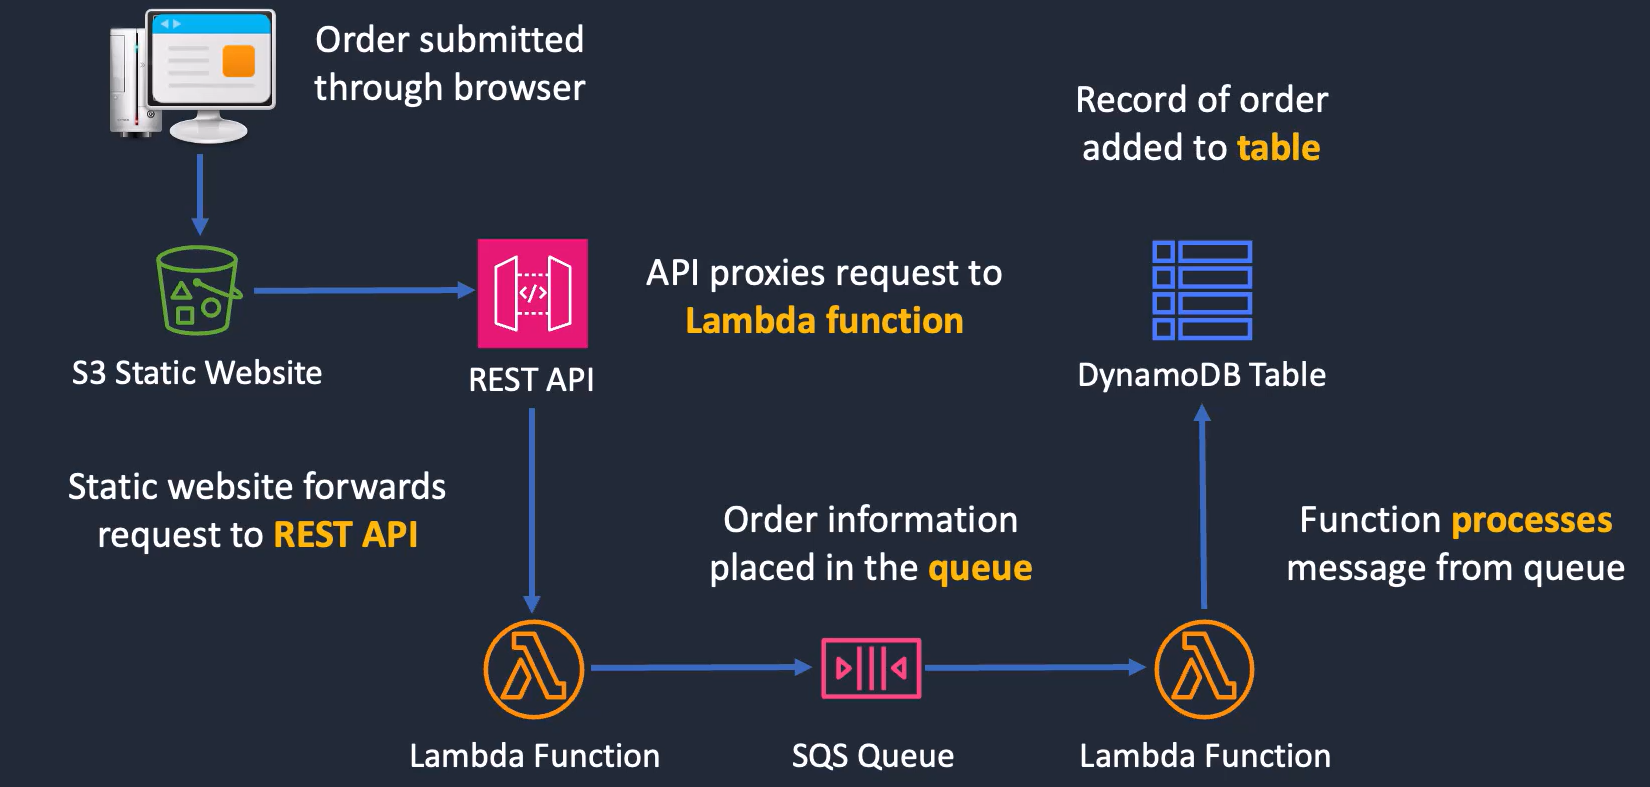 Order submitted
through browser
Record of order
added to table
</>
API proxies request to
Lambda function
S3 Static Website
REST API
DynamoDB Table
Static website forwards
request to REST API
Order information
placed in the queue
Function processes
message from queue
Lambda Function
SQS Queue
Lambda Function